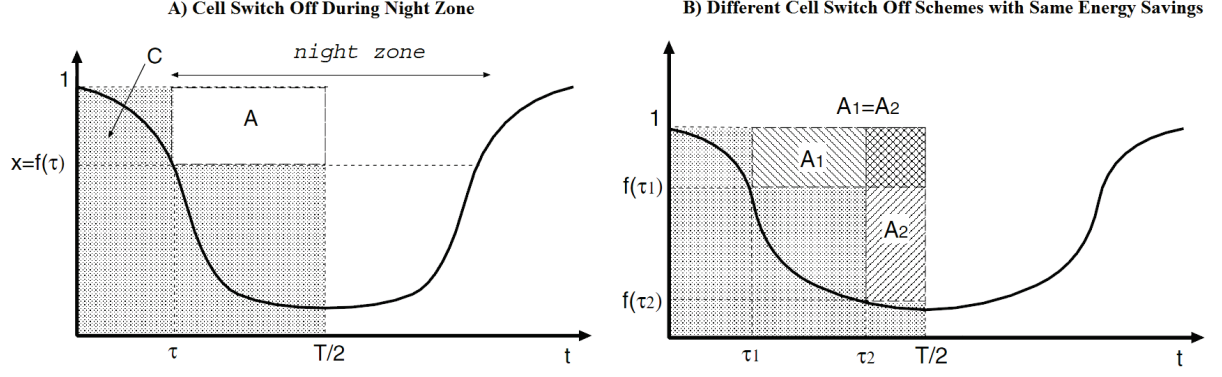 A) Cell Switch Off During Night Zone
C
night zone
1
A
x=f(τ)
τ
T/2
t
B) Different Cell Switch Off Schemes with Same Energy Savings
A1=A2
1
A1
f(τ1)
A2
f(τ2)
τ1
τ2
T/2
t